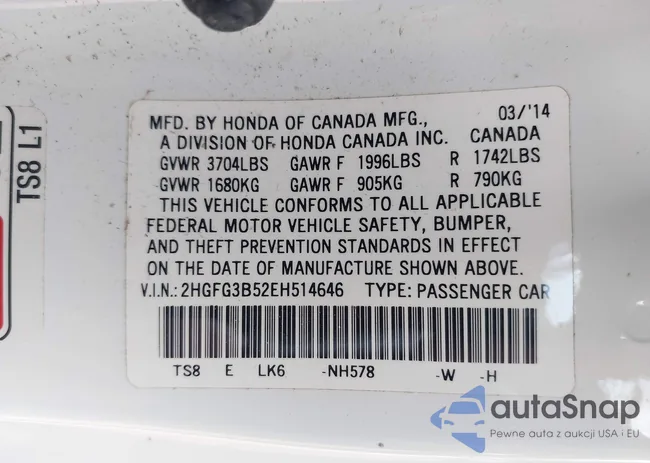 TS8 L1
MFD. BY HONDA OF CANADA MFG., 03/'14
A DIVISION OF HONDA CANADA INC. CANADA
GVWR 3704LBS GAWR F 1996LBS R 1742LBS
GVWR 1680KG GAWR F 905KG R 790KG
THIS VEHICLE CONFORMS TO ALL APPLICABLE
FEDERAL MOTOR VEHICLE SAFETY, BUMPER,
AND THEFT PREVENTION STANDARDS IN EFFECT
ON THE DATE OF MANUFACTURE SHOWN ABOVE.
V.I.N.: 2HGFG3B52EH514646 TYPE: PASSENGER CAR
TS8 E LK6 -NH578 -W -H
autaSnap
Pewne auta z aukcji USA i EU